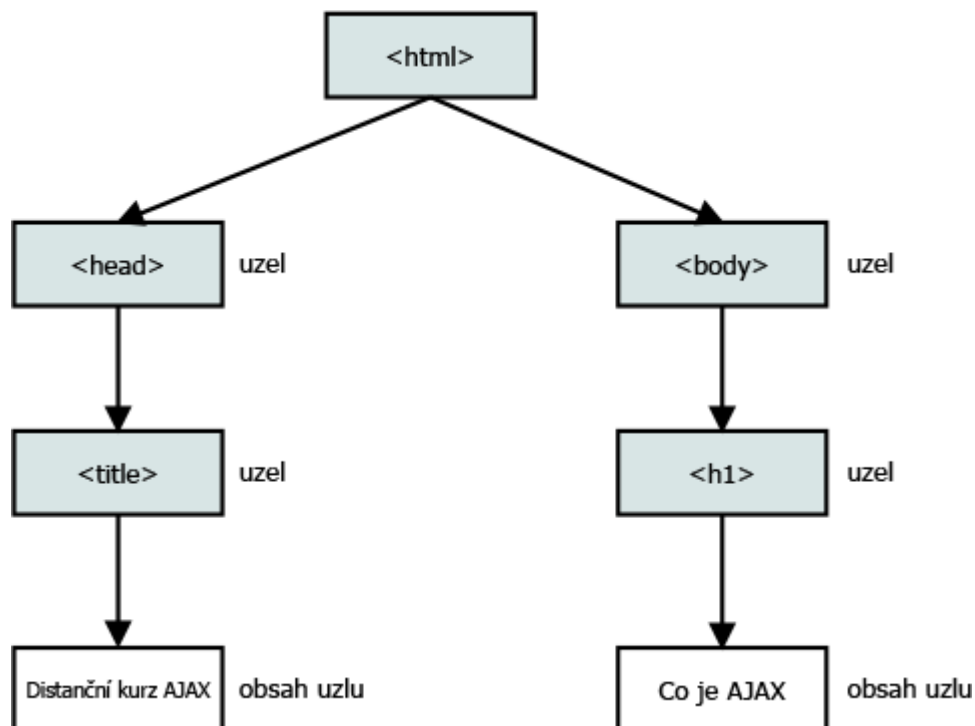 <html>
<head> uzel <body> uzel
<title> uzel <h1> uzel
Distanční kurz AJAX obsah uzlu Co je AJAX obsah uzlu